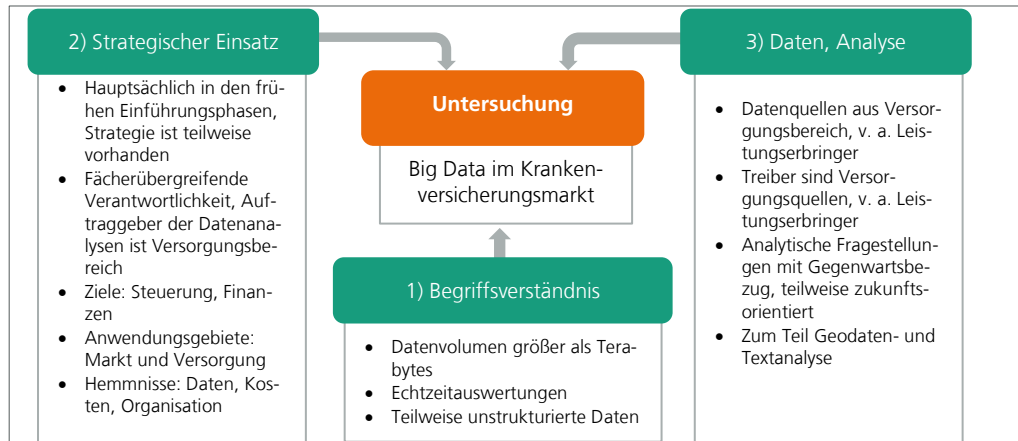 2) Strategischer Einsatz
• Hauptsächlich in den frü-
hen Einführungsphasen,
Strategie ist teilweise
vorhanden
• Fächerübergreifende
Verantwortlichkeit, Auf-
traggeber der Datenana-
lysen ist Versorgungsbe-
reich
• Ziele: Steuerung, Finan-
zen
• Anwendungsgebiete:
Markt und Versorgung
• Hemmnisse: Daten, Kos-
ten, Organisation
Untersuchung
Big Data im Kranken-
versicherungsmarkt
1) Begriffsverständnis
• Datenvolumen größer als Tera-
bytes
• Echtzeitauswertungen
• Teilweise unstrukturierte Daten
3) Daten, Analyse
• Datenquellen aus Versor-
gungsbereich, v. a. Leis-
tungserbringer
• Treiber sind Versor-
gungsquellen, v. a. Leis-
tungserbringer
• Analytische Fragestellun-
gen mit Gegenwartsbe-
zug, teilweise zukunfts-
orientiert
• Zum Teil Geodaten- und
Textanalyse